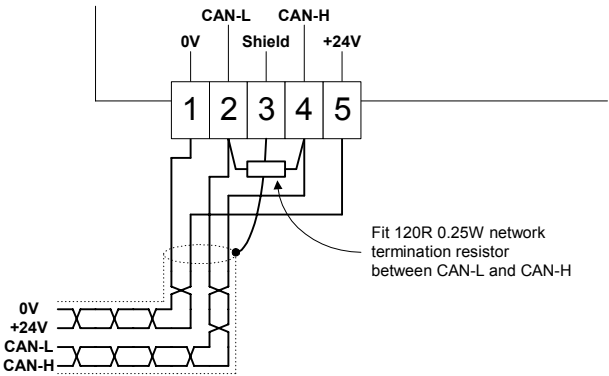 CAN-L CAN-H
0V Shield +24V
1 2 3 4 5
Fit 120R 0.25W network
termination resistor
between CAN-L and CAN-H
0V
+24V
CAN-L
CAN-H